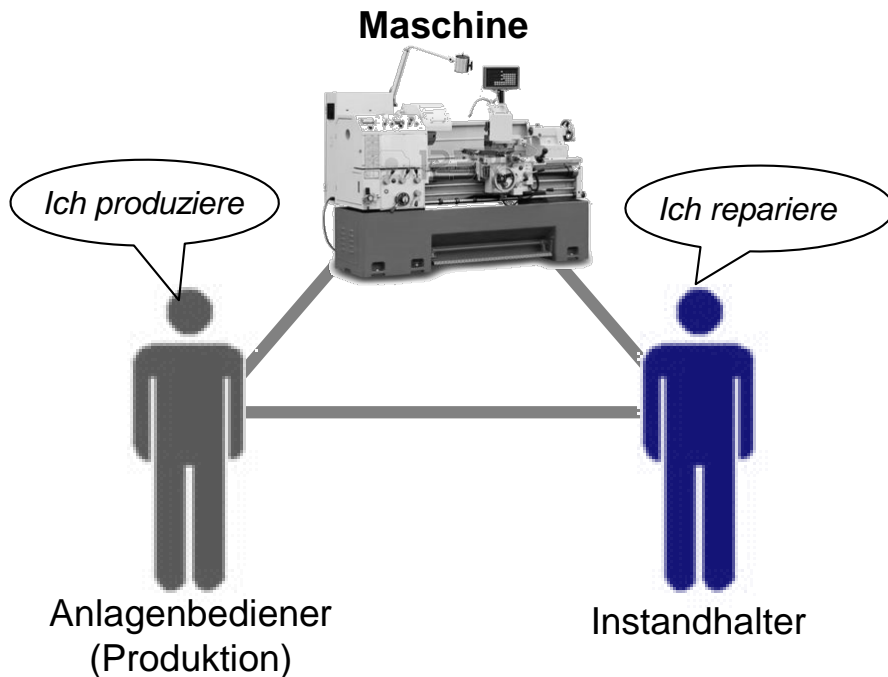 Maschine
Ich produziere
Ich repariere
Anlagenbediener
(Produktion)
Instandhalter